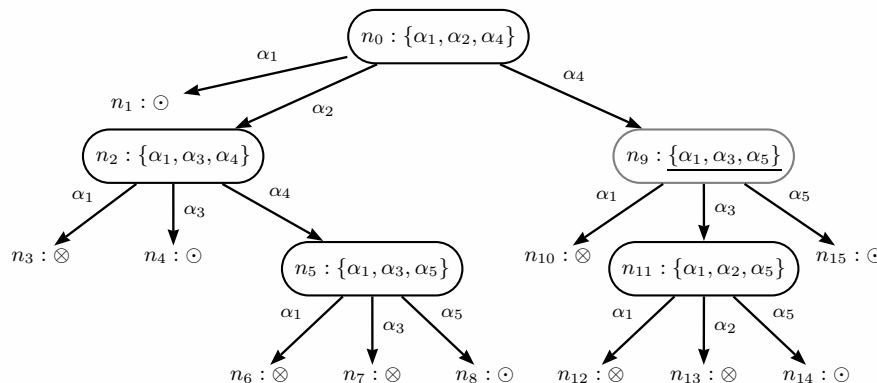 n₀ : {α₁, α₂, α₄}
α₁
α₂
α₄
n₁ : ⊙
n₂ : {α₁, α₃, α₄}
n₉ : {α₁, α₃, α₅}
α₁
α₃
α₄
α₁
α₃
α₅
n₃ : ⊗
n₄ : ⊙
n₅ : {α₁, α₃, α₅}
n₁₀ : ⊗
n₁₁ : {α₁, α₂, α₅}
n₁₅ : ⊙
α₁
α₃
α₅
α₁
α₂
α₅
n₆ : ⊗
n₇ : ⊗
n₈ : ⊙
n₁₂ : ⊗
n₁₃ : ⊗
n₁₄ : ⊙